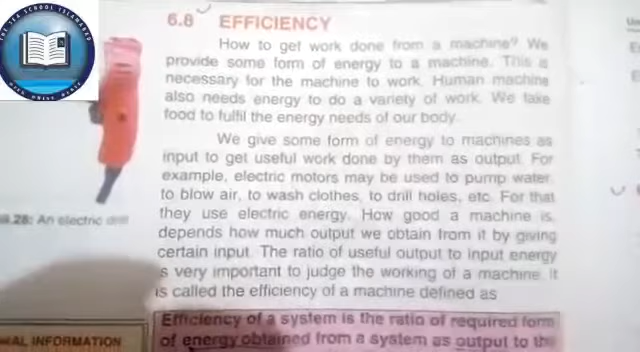 6.8 EFFICIENCY
How to get work done from a machine? We
provide some form of energy to a machine. This is
necessary for the machine to work. Human machine
also needs energy to do a variety of work. We take
food to fulfil the energy needs of our body.
We give some form of energy to machines as
input to get useful work done by them as output. For
example, electric motors may be used to pump water,
to blow air, to wash clothes, to drill holes, etc. For that
they use electric energy. How good a machine is,
depends how much output we obtain from it by giving
certain input. The ratio of useful output to input energy
is very important to judge the working of a machine. It
is called the efficiency of a machine defined as
Efficiency of a system is the ratio of required form
of energy obtained from a system as output to the
6.28: An electric drill
INFORMATION